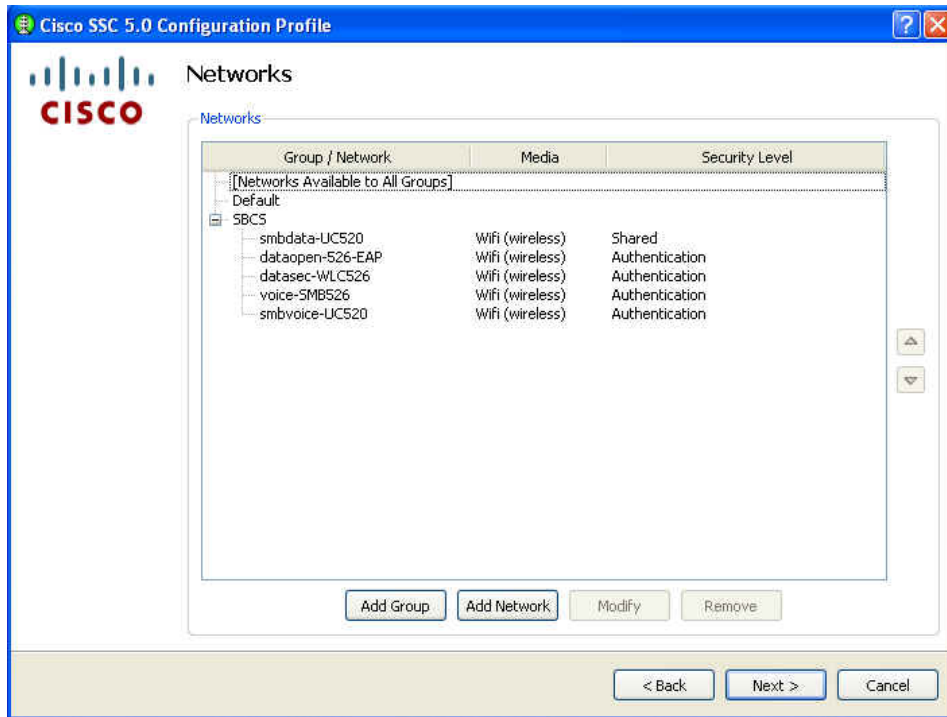 Cisco SSC 5.0 Configuration Profile
CISCO
Networks
Networks
Group / Network Media Security Level
[Networks Available to All Groups]
Default
SBCS
smbdata-UC520 Wifi (wireless) Shared
dataopen-526-EAP Wifi (wireless) Authentication
datasec-WLC526 Wifi (wireless) Authentication
voice-SMB526 Wifi (wireless) Authentication
smbvoice-UC520 Wifi (wireless) Authentication
Add Group Add Network Modify Remove
< Back Next > Cancel